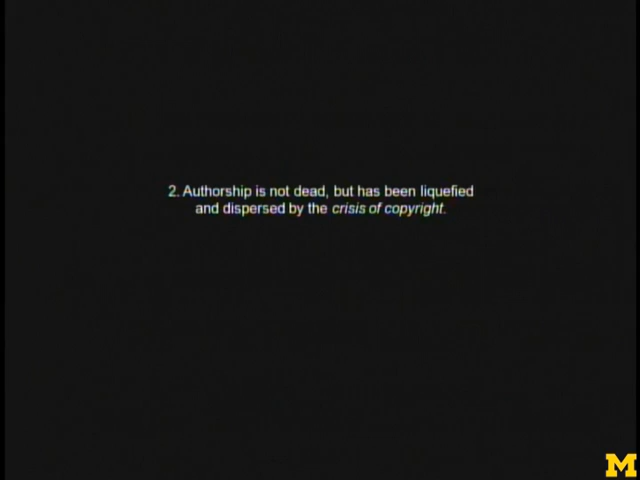 2. Authorship is not dead, but has been liquefied
and dispersed by the crisis of copyright.
M